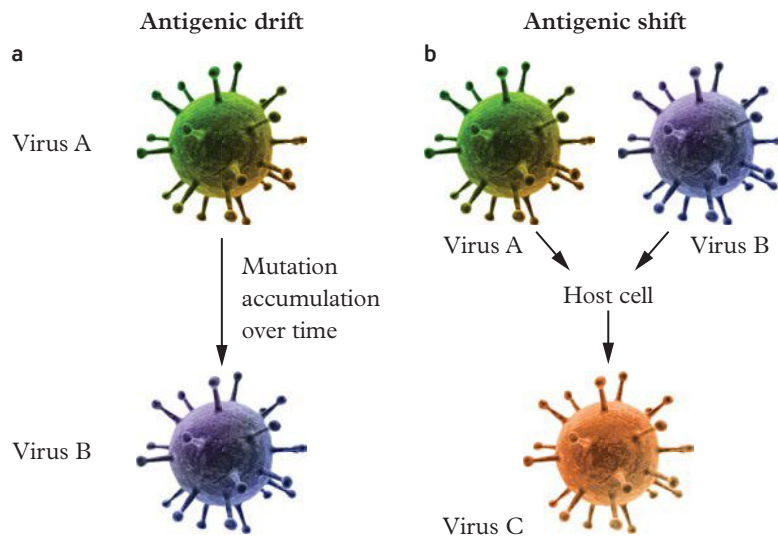 Antigenic drift
a
Virus A
Mutation
accumulation
over time
Virus B
Antigenic shift
b
Virus A
Virus B
Host cell
Virus C